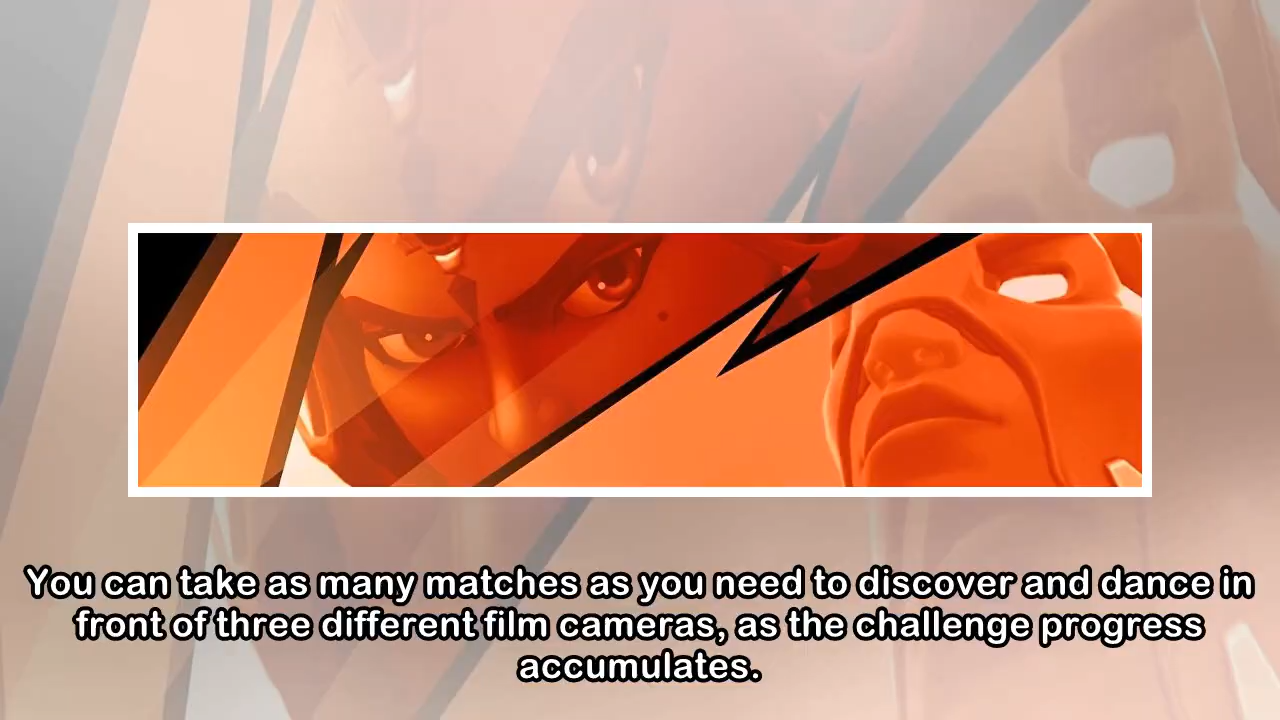 You can take as many matches as you need to discover and dance in
front of three different film cameras, as the challenge progress
accumulates.